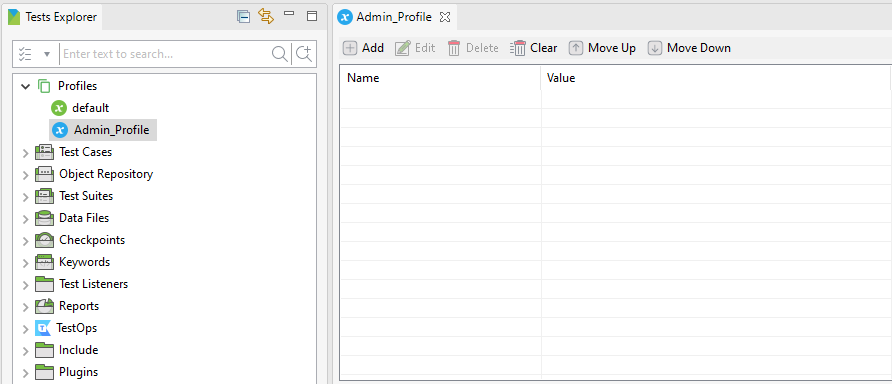 Tests Explorer
Enter text to search...
Profiles
default
Admin_Profile
Test Cases
Object Repository
Test Suites
Data Files
Checkpoints
Keywords
Test Listeners
Reports
TestOps
Include
Plugins
Admin_Profile
Add Edit Delete Clear Move Up Move Down
Name Value